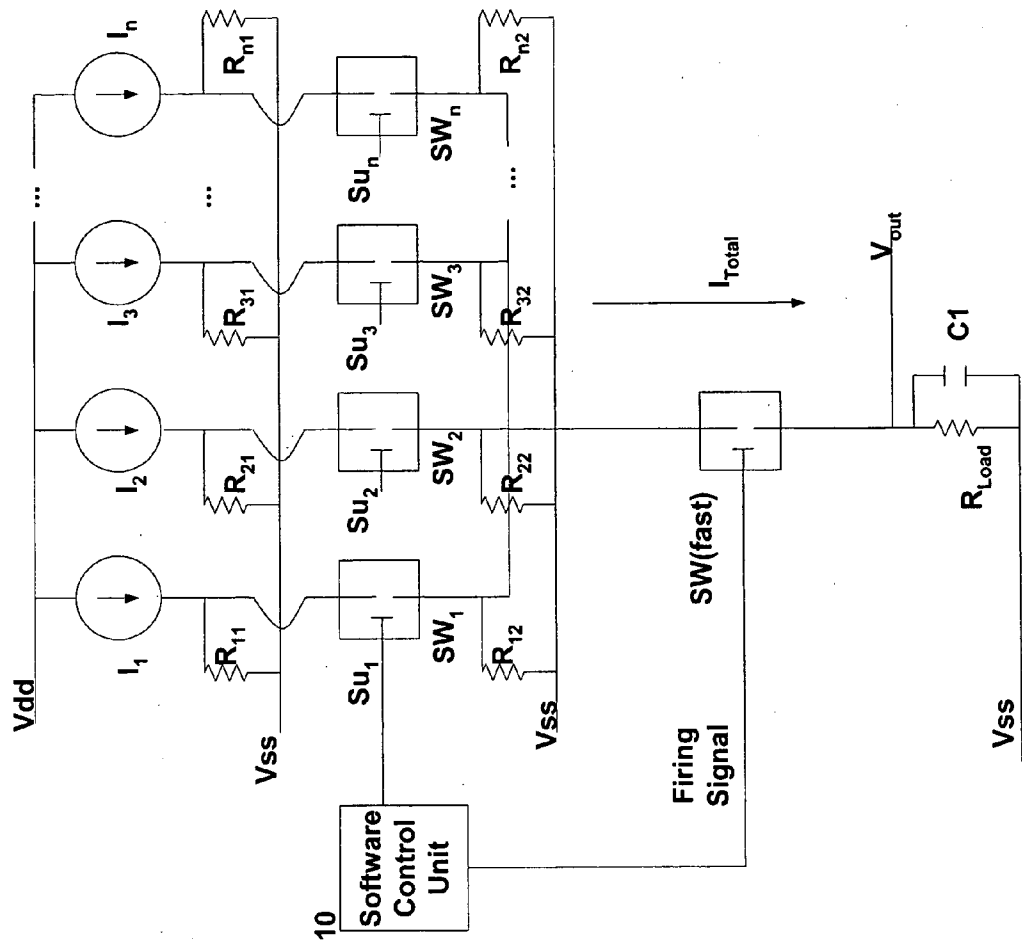 Vdd
I1
I2
I3
...
In
R11
R21
R31
...
Rn1
Vss
10
Software
Control
Unit
Su1
Su2
Su3
Sun
SW1
SW2
SW3
SWn
...
R12
R22
R32
Rn2
Vss
ITotal
Firing
Signal
SW(fast)
Vout
RLoad
C1
Vss